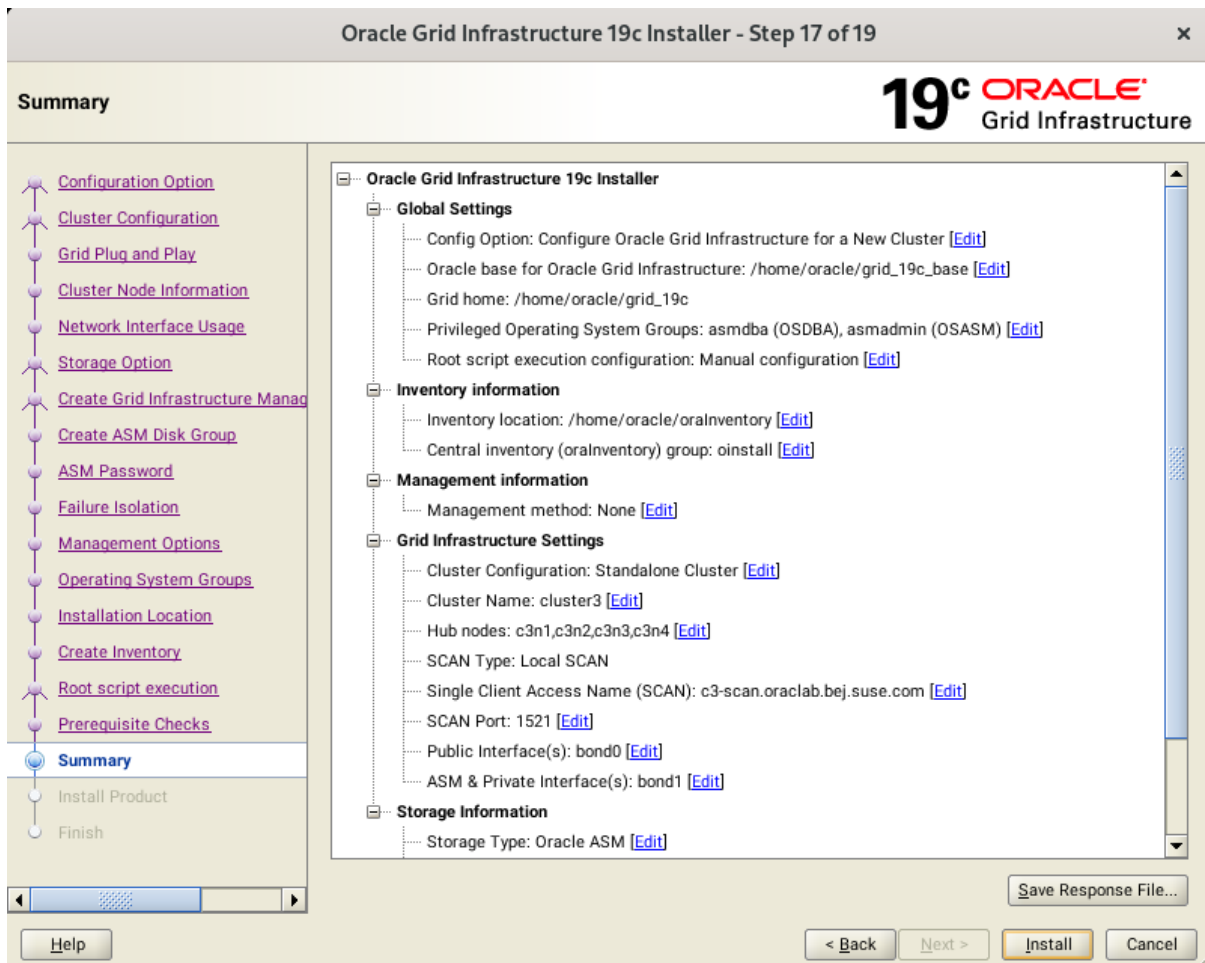 Oracle Grid Infrastructure 19c Installer - Step 17 of 19
Summary
19c ORACLE
Grid Infrastructure
Configuration Option
Cluster Configuration
Grid Plug and Play
Cluster Node Information
Network Interface Usage
Storage Option
Create Grid Infrastructure Manag
Create ASM Disk Group
ASM Password
Failure Isolation
Management Options
Operating System Groups
Installation Location
Create Inventory
Root script execution
Prerequisite Checks
Summary
Install Product
Finish
Oracle Grid Infrastructure 19c Installer
Global Settings
Config Option: Configure Oracle Grid Infrastructure for a New Cluster [Edit]
Oracle base for Oracle Grid Infrastructure: /home/oracle/grid_19c_base [Edit]
Grid home: /home/oracle/grid_19c
Privileged Operating System Groups: asmdba (OSDBA), asmadmin (OSASM) [Edit]
Root script execution configuration: Manual configuration [Edit]
Inventory information
Inventory location: /home/oracle/oraInventory [Edit]
Central inventory (oraInventory) group: oinstall [Edit]
Management information
Management method: None [Edit]
Grid Infrastructure Settings
Cluster Configuration: Standalone Cluster [Edit]
Cluster Name: cluster3 [Edit]
Hub nodes: c3n1,c3n2,c3n3,c3n4 [Edit]
SCAN Type: Local SCAN
Single Client Access Name (SCAN): c3-scan.oraclab.bej.suse.com [Edit]
SCAN Port: 1521 [Edit]
Public Interface(s): bond0 [Edit]
ASM & Private Interface(s): bond1 [Edit]
Storage Information
Storage Type: Oracle ASM [Edit]
Save Response File...
Help
< Back
Next >
Install
Cancel